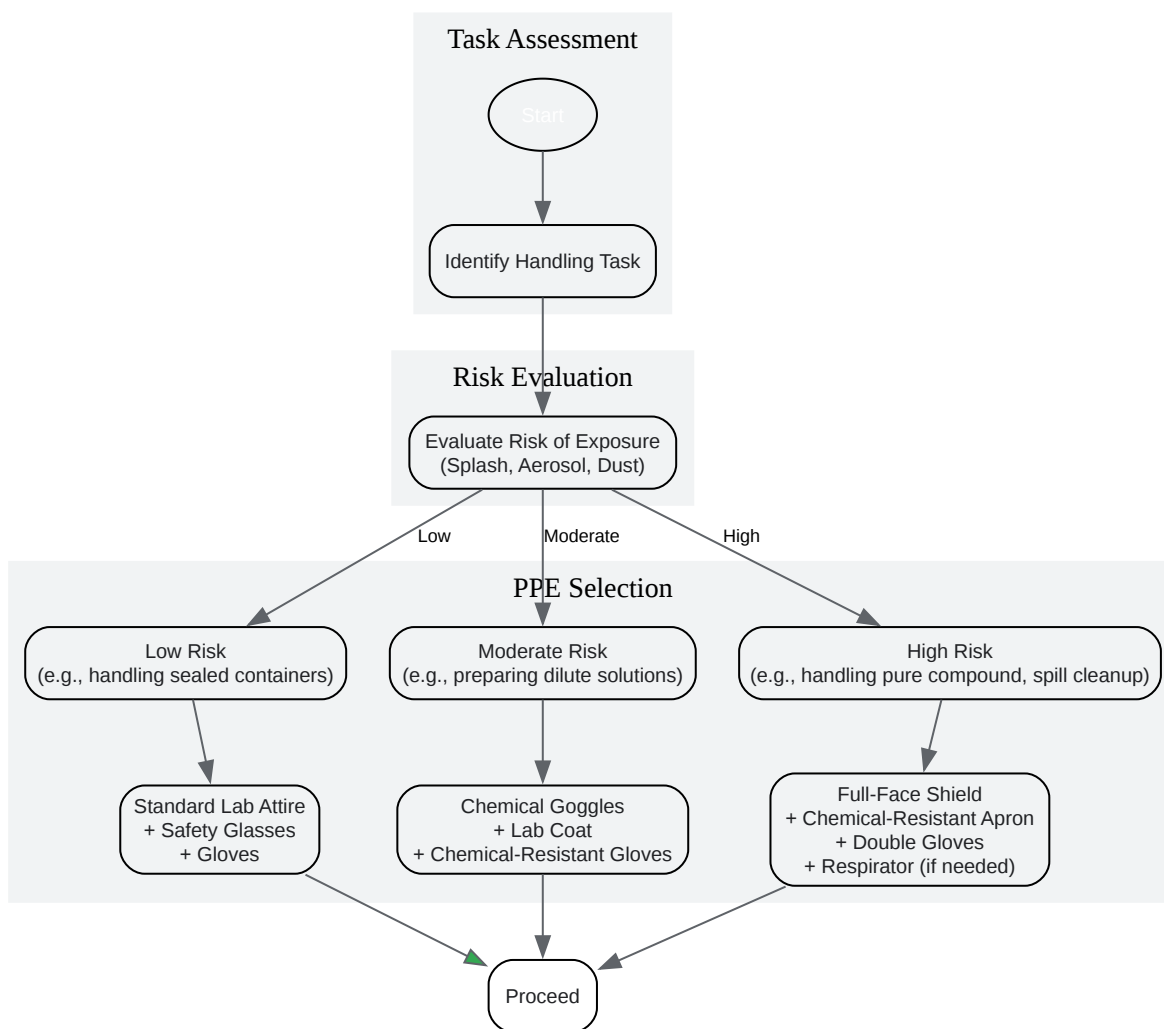 Task Assessment
Start
Identify Handling Task
Risk Evaluation
Evaluate Risk of Exposure
(Splash, Aerosol, Dust)
Low
Moderate
High
PPE Selection
Low Risk
(e.g., handling sealed containers)
Moderate Risk
(e.g., preparing dilute solutions)
High Risk
(e.g., handling pure compound, spill cleanup)
Standard Lab Attire
+ Safety Glasses
+ Gloves
Chemical Goggles
+ Lab Coat
+ Chemical-Resistant Gloves
Full-Face Shield
+ Chemical-Resistant Apron
+ Double Gloves
+ Respirator (if needed)
Proceed